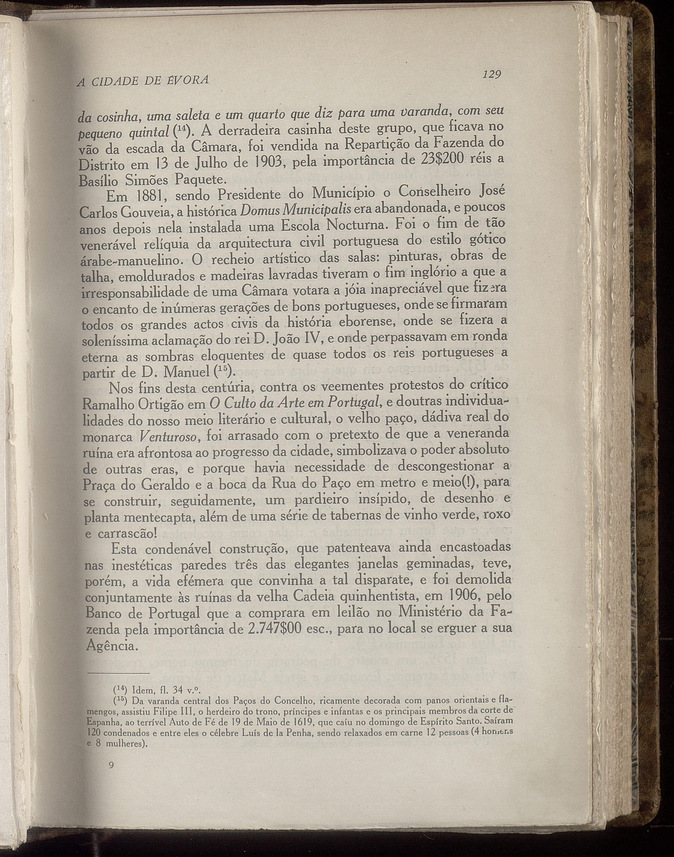 A CIDADE DE ÉVORA 129
da cosinha, uma saleta e um quarto que diz para uma varanda, com seu
pequeno quintal (¹⁴). A derradeira casinha deste grupo, que ficava no
vão da escada da Câmara, foi vendida na Repartição da Fazenda do
Distrito em 13 de Julho de 1903, pela importância de 23$200 réis a
Basílio Simões Paquete.
Em 1881, sendo Presidente do Município o Conselheiro José
Carlos Gouveia, a histórica Domus Municipalis era abandonada, e poucos
anos depois nela instalada uma Escola Nocturna. Foi o fim de tão
venerável relíquia da arquitectura civil portuguesa do estilo gótico
árabe-manuelino. O recheio artístico das salas: pinturas, obras de
talha, emoldurados e madeiras lavradas tiveram o fim inglório a que a
irresponsabilidade de uma Câmara votara a jóia inapreciável que fizera
o encanto de inúmeras gerações de bons portugueses, onde se firmaram
todos os grandes actos civis da história eborense, onde se fizera a
soleníssima aclamação do rei D. João IV, e onde perpassavam em ronda
eterna as sombras eloquentes de quase todos os reis portugueses a
partir de D. Manuel (¹⁵).
Nos fins desta centúria, contra os veementes protestos do crítico
Ramalho Ortigão em O Culto da Arte em Portugal, e doutras individua-
lidades do nosso meio literário e cultural, o velho paço, dádiva real do
monarca Venturoso, foi arrasado com o pretexto de que a veneranda
ruína era afrontosa ao progresso da cidade, simbolizava o poder absoluto
de outras eras, e porque havia necessidade de descongestionar a
Praça do Geraldo e a boca da Rua do Paço em metro e meio(!), para
se construir, seguidamente, um pardieiro insípido, de desenho e
planta mentecapta, além de uma série de tabernas de vinho verde, roxo
e carrascão!
Esta condenável construção, que patenteava ainda encastoadas
nas inestéticas paredes três das elegantes janelas geminadas, teve,
porém, a vida efémera que convinha a tal disparate, e foi demolida
conjuntamente às ruínas da velha Cadeia quinhentista, em 1906, pelo
Banco de Portugal que a comprara em leilão no Ministério da Fa-
zenda pela importância de 2.747$00 esc., para no local se erguer a sua
Agência.
(¹⁴) Idem, fl. 34 v.º.
(¹⁵) Da varanda central dos Paços do Concelho, ricamente decorada com panos orientais e fla-
mengos, assistiu Filipe III, o herdeiro do trono, príncipes e infantas e os principais membros da corte de
Espanha, ao terrível Auto de Fé de 19 de Maio de 1619, que caíu no domingo de Espírito Santo. Saíram
120 condenados e entre eles o célebre Luís de la Penha, sendo relaxados em carne 12 pessoas (4 homens
e 8 mulheres).
9